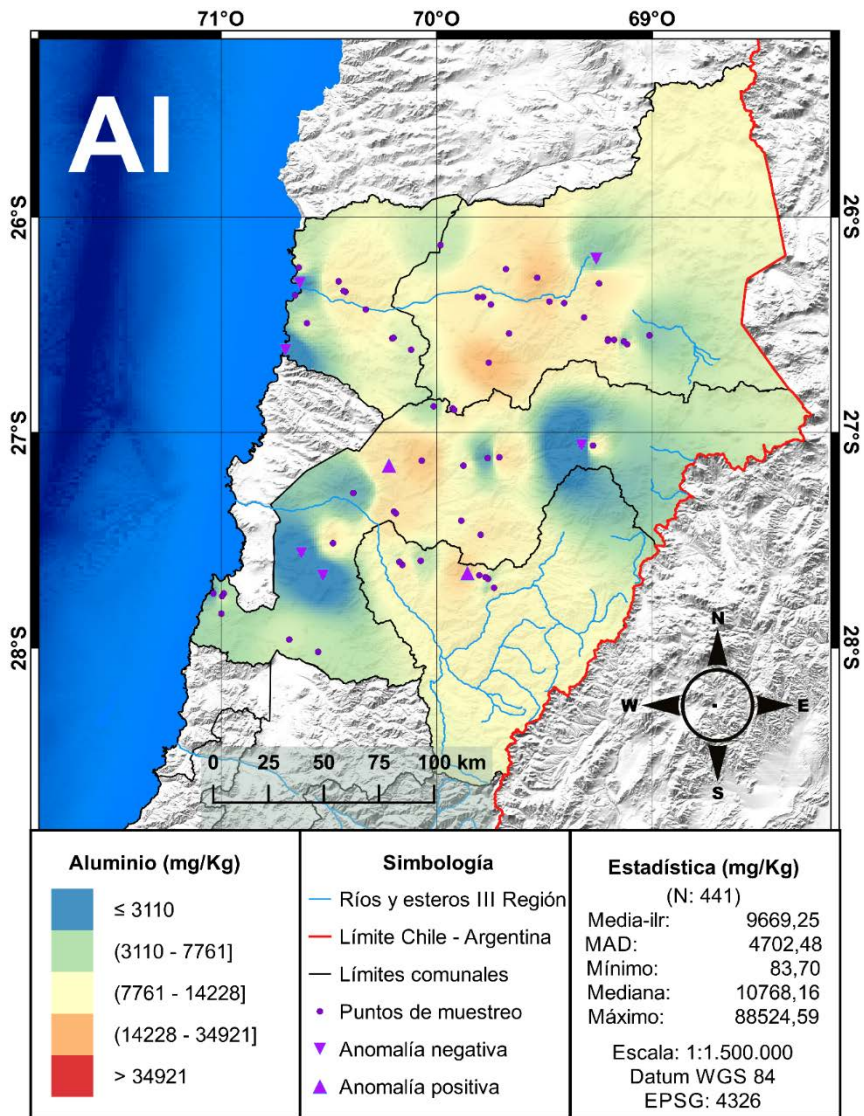 71°O 70°O 69°O
Al
26°S 26°S
27°S 27°S
28°S 28°S
N
W E
S
0 25 50 100 km
Aluminio (mg/Kg)
≤ 3110
(3110 - 7761]
(7761 - 14228]
(14228 - 34921]
> 34921
Simbología
Ríos y esteros III Región
Límite Chile - Argentina
Límites comunales
Puntos de muestreo
Anomalía negativa
Anomalía positiva
Estadística (mg/Kg)
(N: 441)
Media-ilr: 9669,25
MAD: 4702,48
Mínimo: 83,70
Mediana: 10768,16
Máximo: 88524,59
Escala: 1:1.500.000
Datum WGS 84
EPSG: 4326